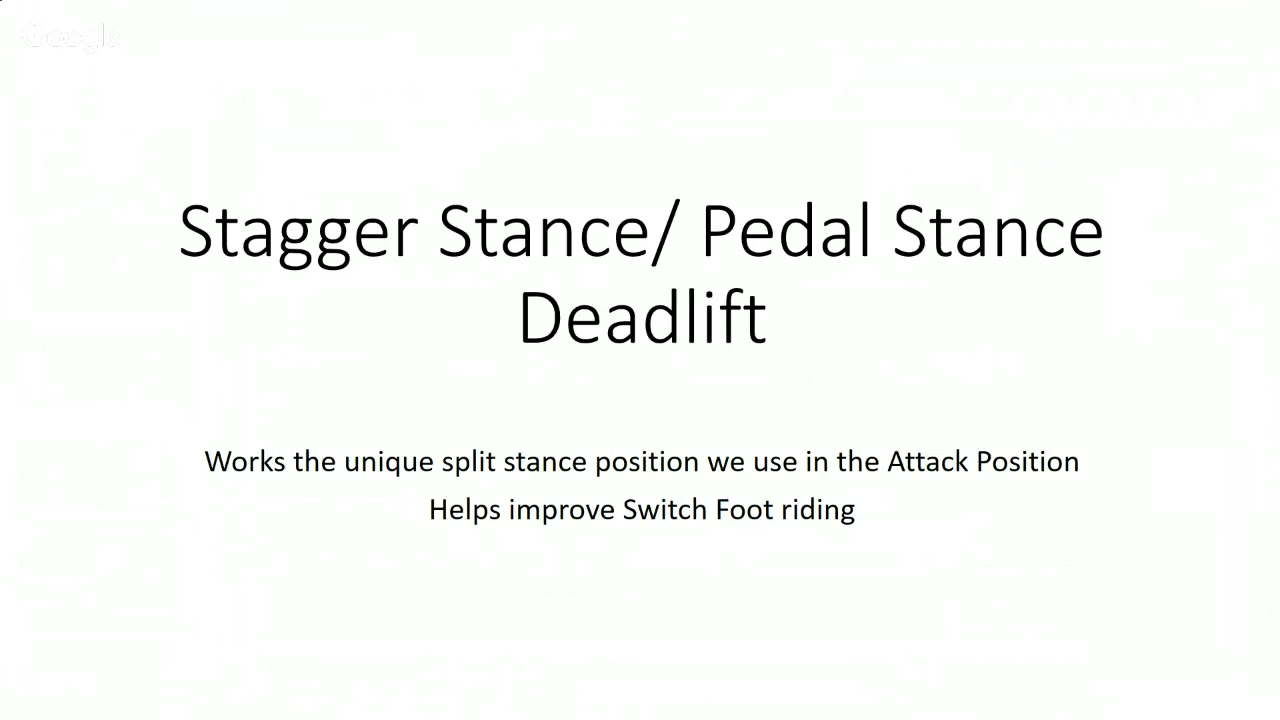 Google
Stagger Stance/ Pedal Stance
Deadlift
Works the unique split stance position we use in the Attack Position
Helps improve Switch Foot riding